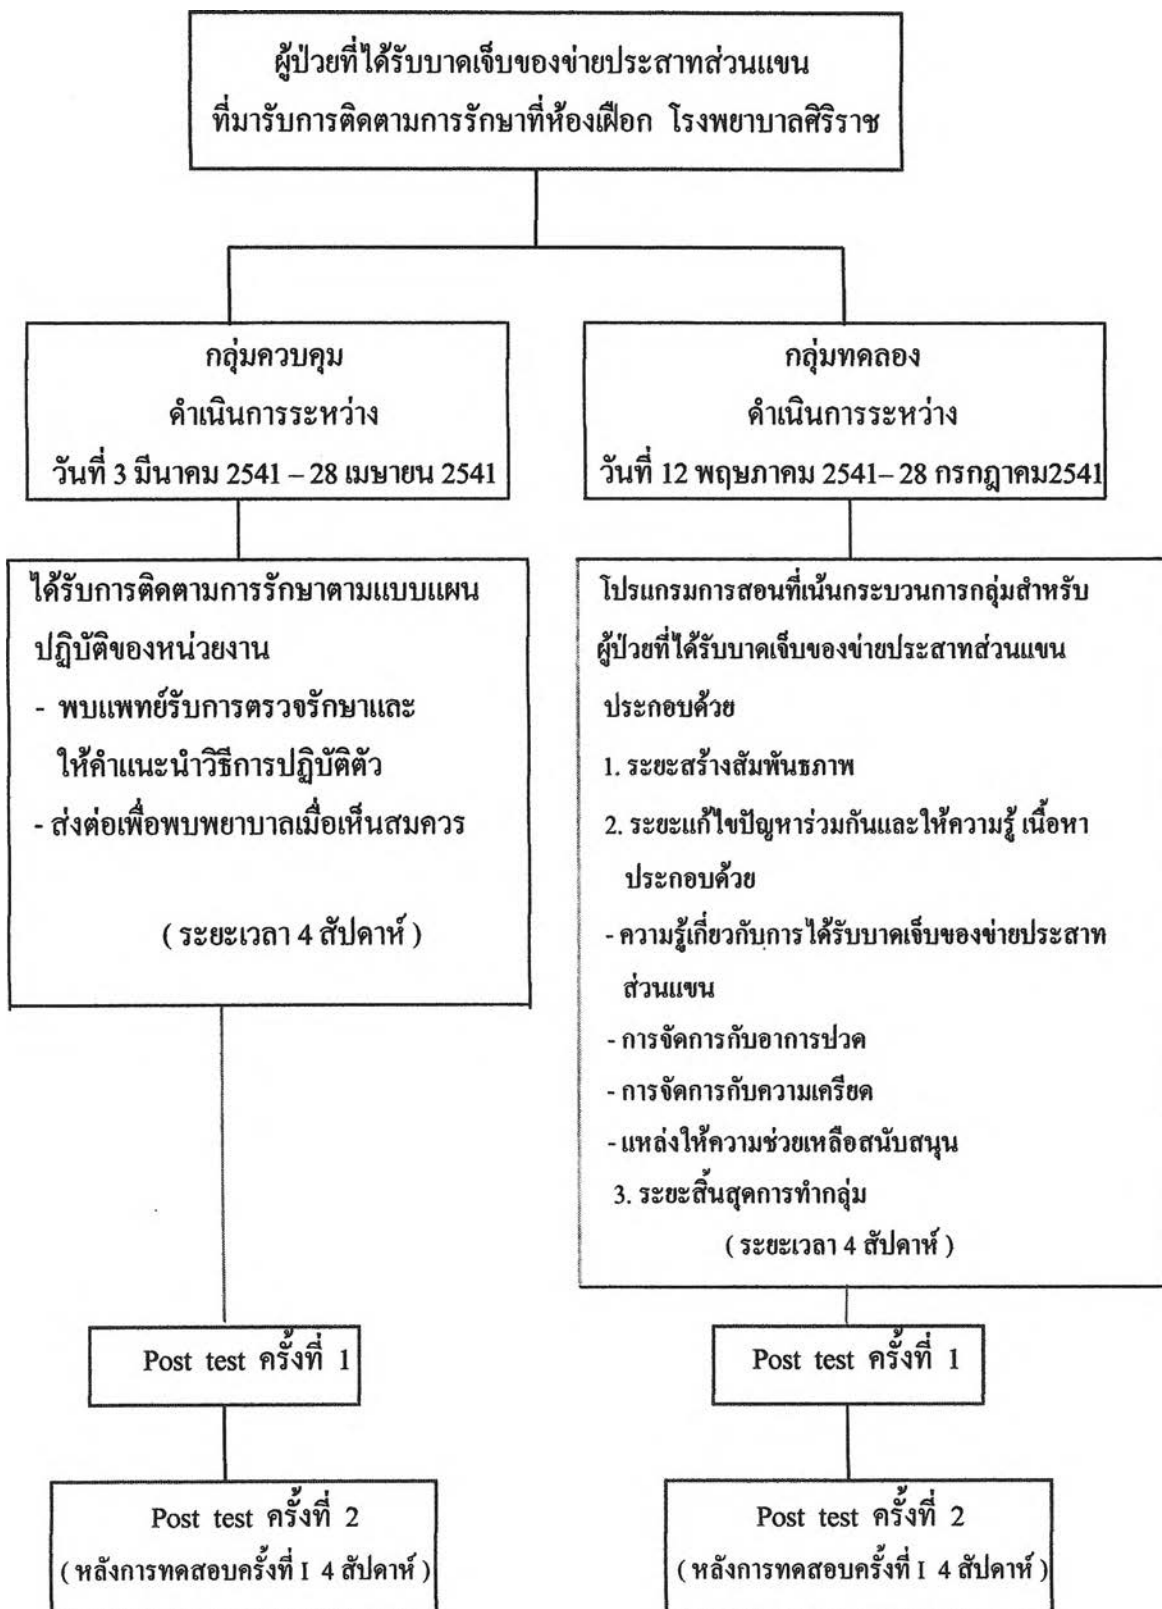 ผู้ป่วยที่ได้รับบาดเจ็บของข่ายประสาทส่วนแขน
ที่มารับการติดตามการรักษาที่ห้องเฝือก โรงพยาบาลศิริราช
กลุ่มควบคุม
ดำเนินการระหว่าง
วันที่ 3 มีนาคม 2541 – 28 เมษายน 2541
กลุ่มทดลอง
ดำเนินการระหว่าง
วันที่ 12 พฤษภาคม 2541– 28 กรกฎาคม2541
ได้รับการติดตามการรักษาตามแบบแผน
ปฏิบัติของหน่วยงาน
- พบแพทย์รับการตรวจรักษาและ
ให้คำแนะนำวิธีการปฏิบัติตัว
- ส่งต่อเพื่อพบพยาบาลเมื่อเห็นสมควร
( ระยะเวลา 4 สัปดาห์ )
โปรแกรมการสอนที่เน้นกระบวนการกลุ่มสำหรับ
ผู้ป่วยที่ได้รับบาดเจ็บของข่ายประสาทส่วนแขน
ประกอบด้วย
1. ระยะสร้างสัมพันธภาพ
2. ระยะแก้ไขปัญหาร่วมกันและให้ความรู้ เนื้อหา
ประกอบด้วย
- ความรู้เกี่ยวกับการได้รับบาดเจ็บของข่ายประสาท
ส่วนแขน
- การจัดการกับอาการปวด
- การจัดการกับความเครียด
- แหล่งให้ความช่วยเหลือสนับสนุน
3. ระยะสิ้นสุดการทำกลุ่ม
( ระยะเวลา 4 สัปดาห์ )
Post test ครั้งที่ 1
Post test ครั้งที่ 1
Post test ครั้งที่ 2
( หลังการทดสอบครั้งที่ I 4 สัปดาห์ )
Post test ครั้งที่ 2
( หลังการทดสอบครั้งที่ I 4 สัปดาห์ )